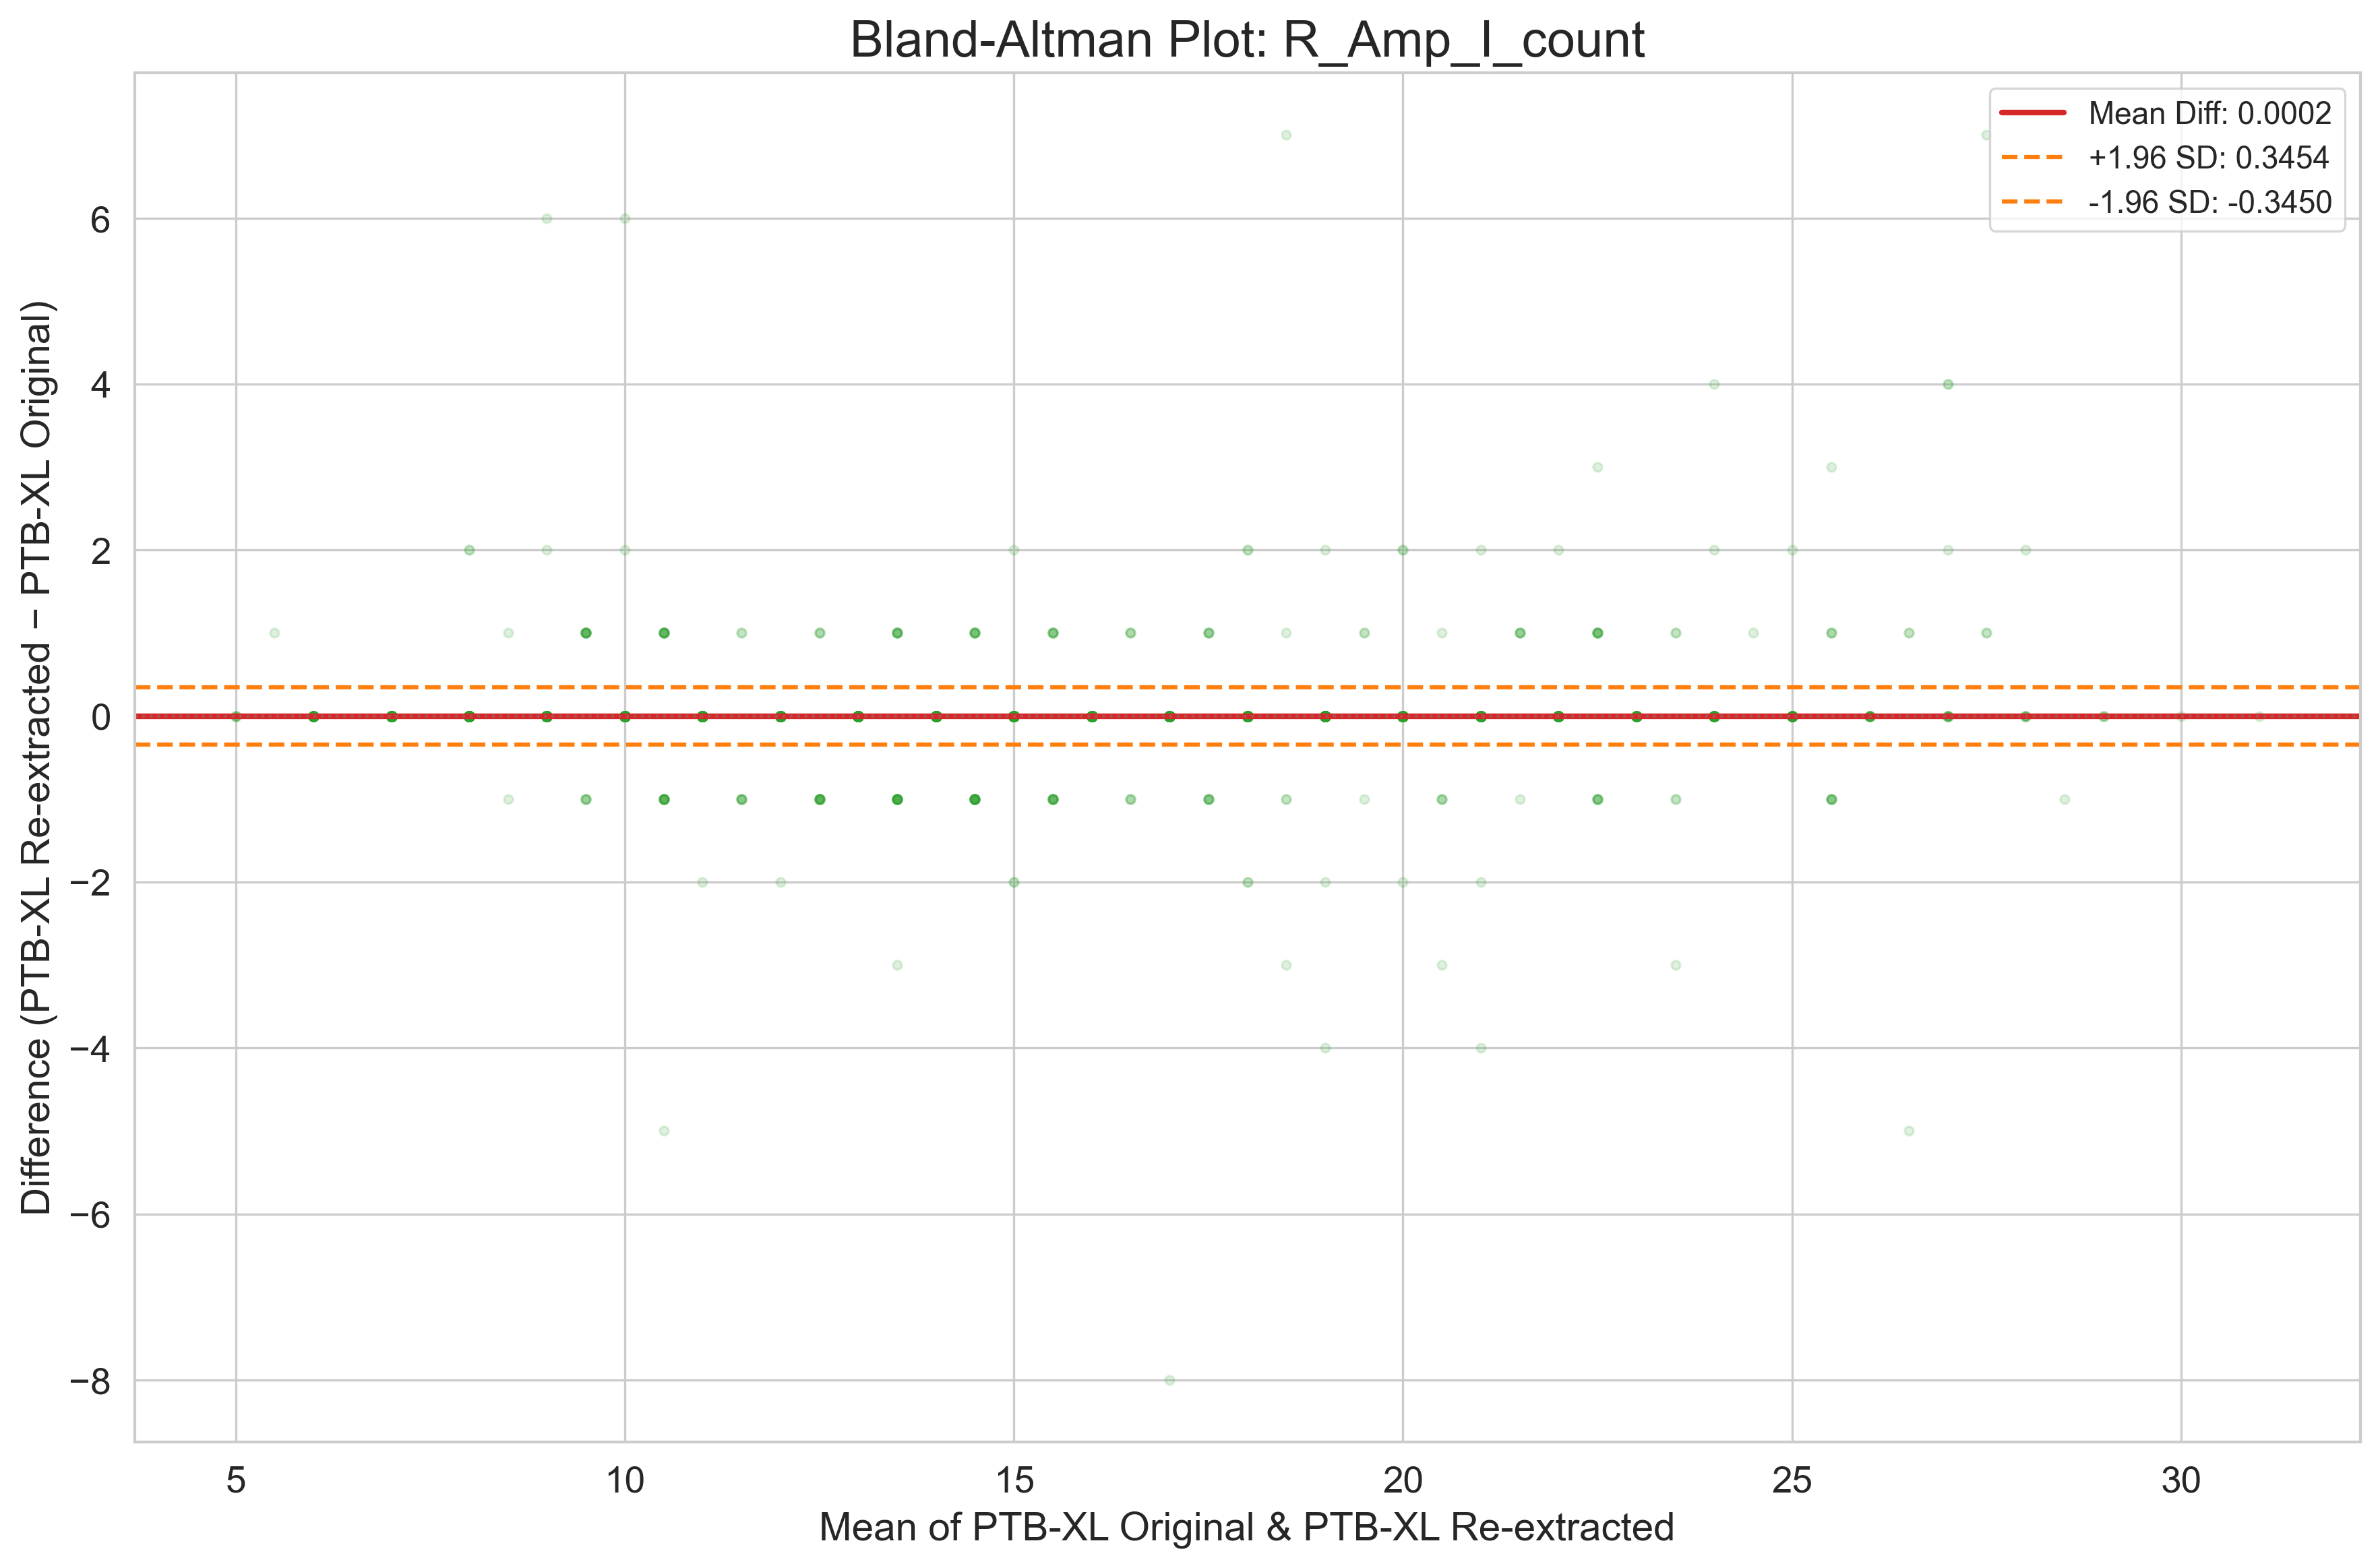 Bland-Altman Plot: R_Amp_I_count
Mean Diff: 0.0002
+1.96 SD: 0.3454
-1.96 SD: -0.3450
Difference (PTB-XL Re-extracted − PTB-XL Original)
6
4
2
0
−2
−4
−6
−8
5 10 15 20 25 30
Mean of PTB-XL Original & PTB-XL Re-extracted